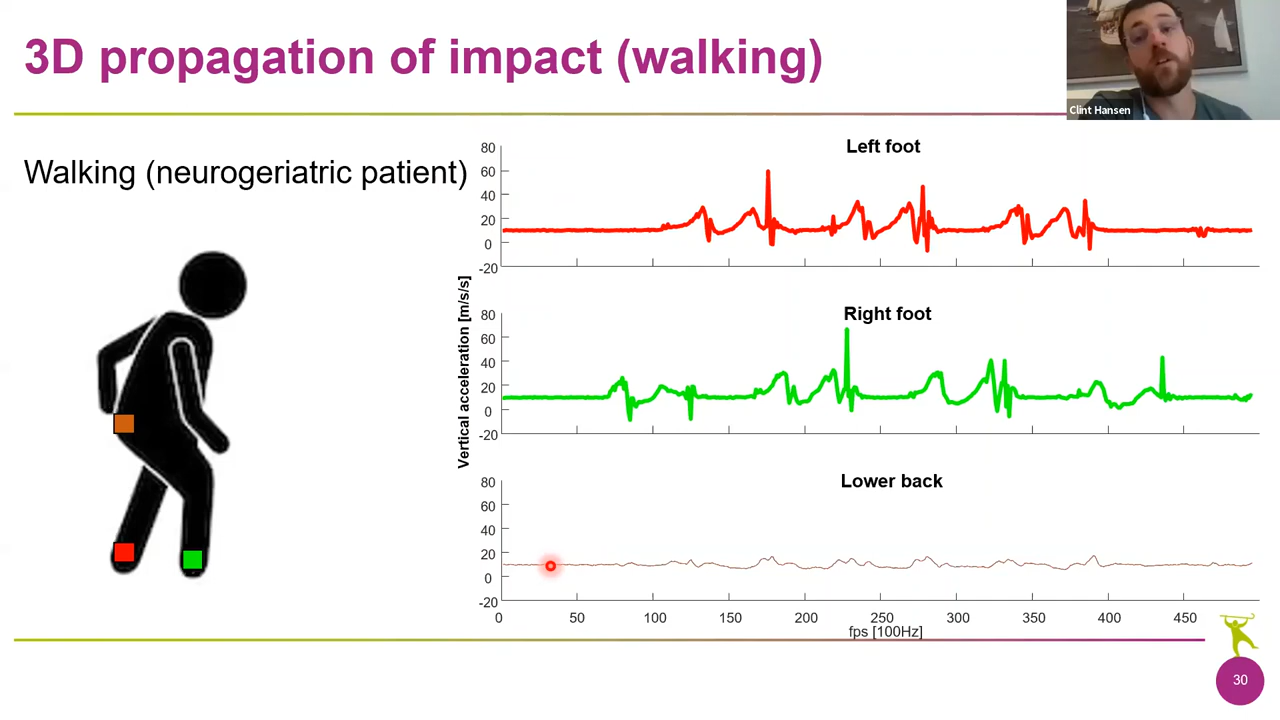 3D propagation of impact (walking)
Clint Hansen
Walking (neurogeriatric patient)
Vertical acceleration [m/s/s]
Left foot
80
60
40
20
0
-20
Right foot
80
60
40
20
0
-20
Lower back
80
60
40
20
0
-20
0 50 100 150 200 250 300 350 400 450
fps [100Hz]
30